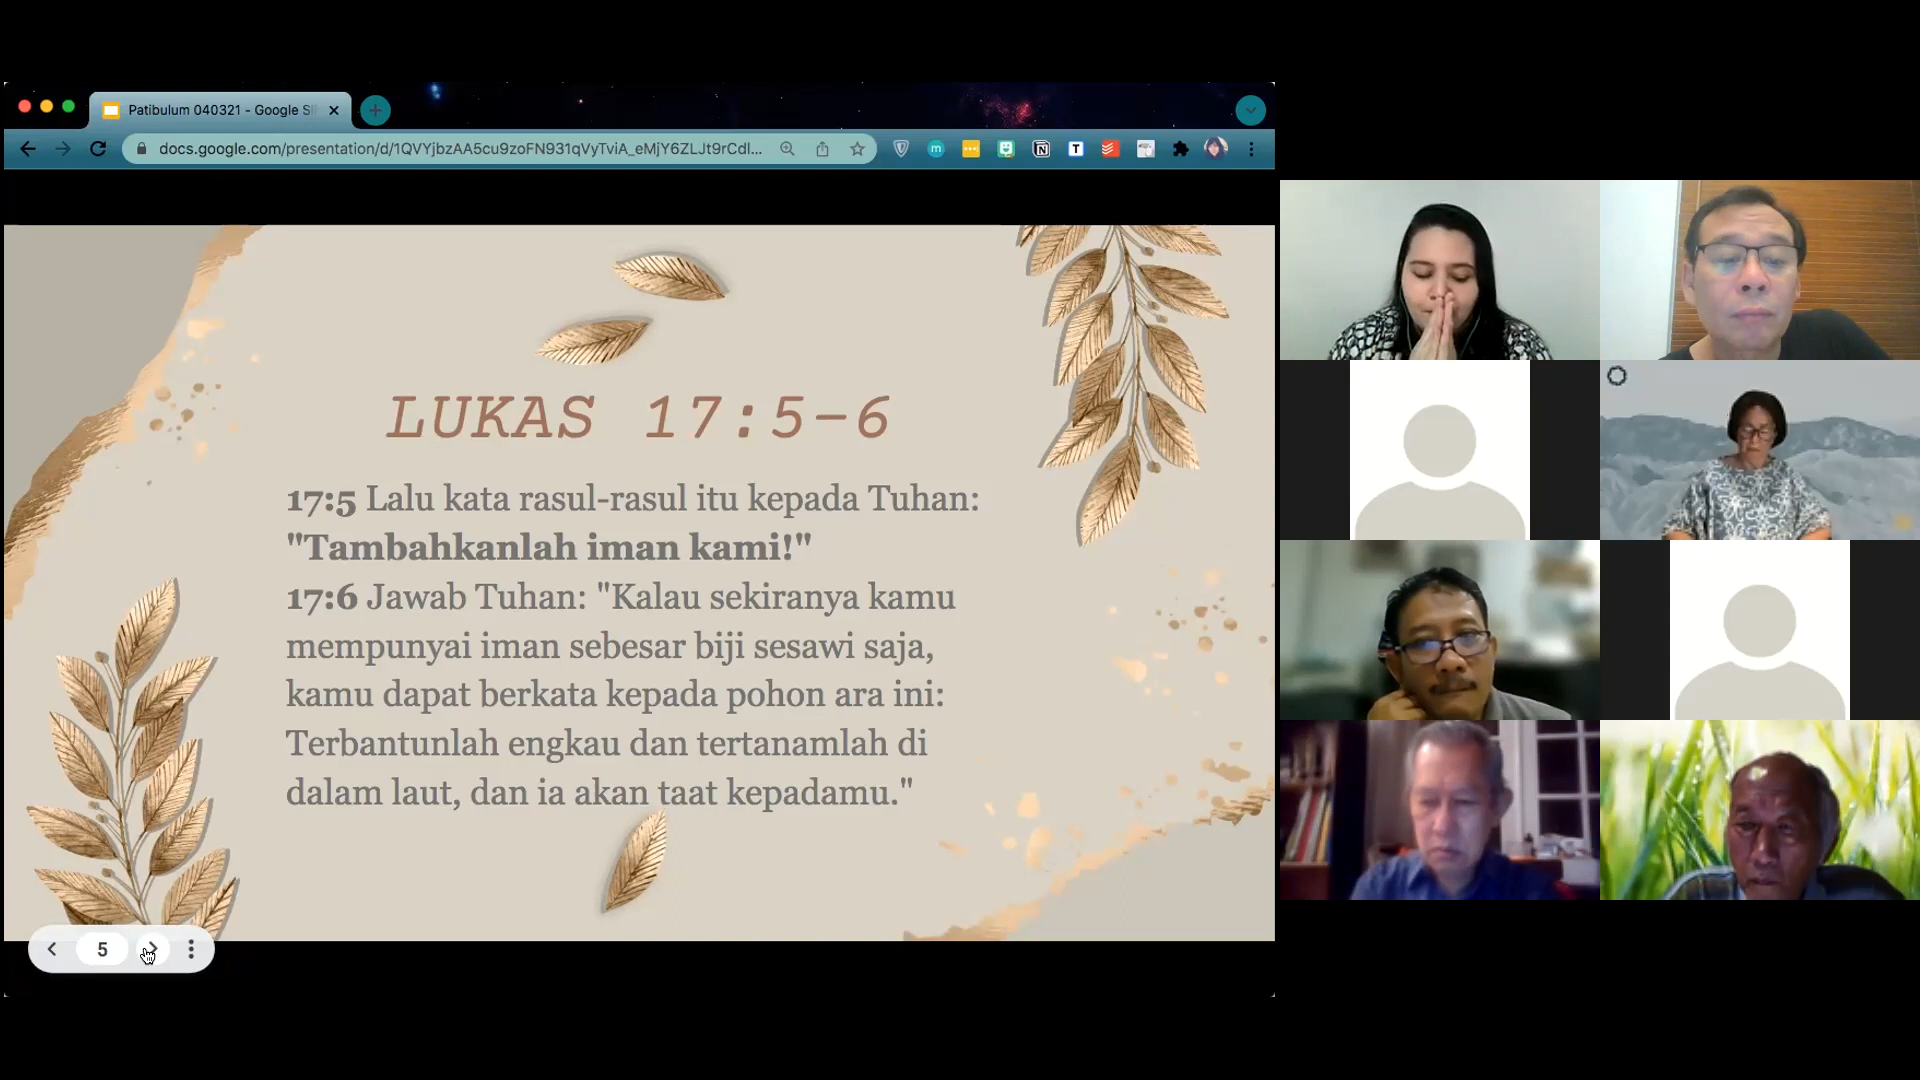 Patibulum 040321 - Google Sl
docs.google.com/presentation/d/1QVYjbzAA5cu9zoFN931qVyTviA_eMjY6ZLJt9rCdl...
LUKAS 17:5-6
17:5 Lalu kata rasul-rasul itu kepada Tuhan:
"Tambahkanlah iman kami!"
17:6 Jawab Tuhan: "Kalau sekiranya kamu
mempunyai iman sebesar biji sesawi saja,
kamu dapat berkata kepada pohon ara ini:
Terbantunlah engkau dan tertanamlah di
dalam laut, dan ia akan taat kepadamu."
5